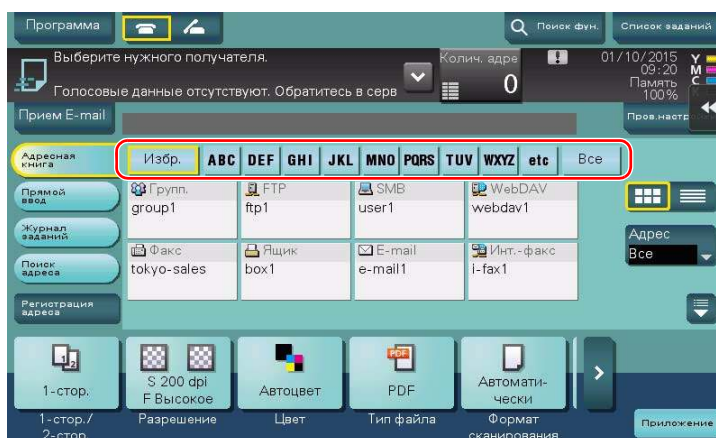 Программа
Поиск фун.
Список заданий
Выберите нужного получателя.
Голосовые данные отсутствуют. Обратитесь в серв
Колич. адре
0
01/10/2015
09:20
Память
100%
Y
M
C
K
Прием E-mail
Пров.настр
Адресная
книга
Избр. ABC DEF GHI JKL MNO PQRS TUV WXYZ etc Все
Прямой
ввод
Журнал
заданий
Поиск
адреса
Регистрация
адреса
Групп. FTP SMB WebDAV
group1 ftp1 user1 webdav1
Факс Ящик E-mail Инт.-факс
tokyo-sales box1 e-mail1 i-fax1
Адрес
Все
1-стор.
S 200 dpi
F Высокое
Автоцвет
PDF
PDF
Автомати-
чески
1-стор./
2-стор
Разрешение
Цвет
Тип файла
Формат
сканирования
Приложение